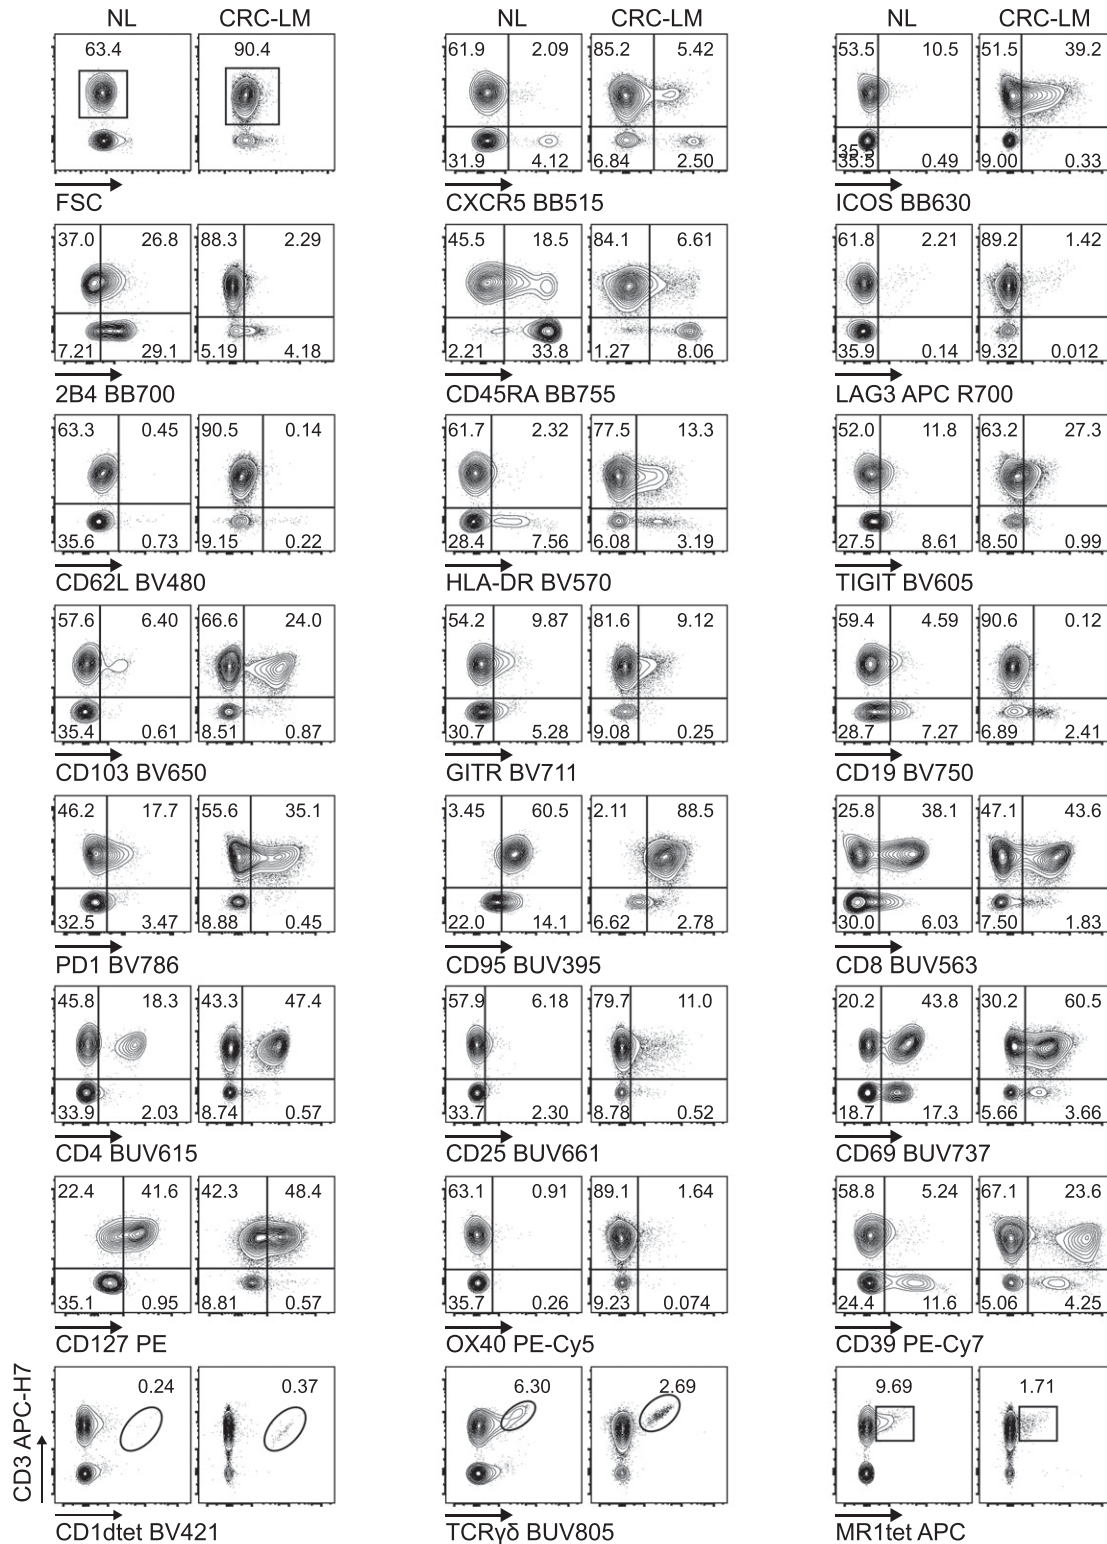 NL CRC-LM NL CRC-LM NL CRC-LM
63.4 90.4 61.9 2.09 85.2 5.42 53.5 10.5 51.5 39.2
31.9 4.12 6.84 2.50 35.5 0.49 9.00 0.33
FSC CXCR5 BB515 ICOS BB630
37.0 26.8 88.3 2.29 45.5 18.5 84.1 6.61 61.8 2.21 89.2 1.42
7.21 29.1 5.19 4.18 2.21 33.8 1.27 8.06 35.9 0.14 9.32 0.012
2B4 BB700 CD45RA BB755 LAG3 APC R700
63.3 0.45 90.5 0.14 61.7 2.32 77.5 13.3 52.0 11.8 63.2 27.3
35.6 0.73 9.15 0.22 28.4 7.56 6.08 3.19 27.5 8.61 8.50 0.99
CD62L BV480 HLA-DR BV570 TIGIT BV605
57.6 6.40 66.6 24.0 54.2 9.87 81.6 9.12 59.4 4.59 90.6 0.12
35.4 0.61 8.51 0.87 30.7 5.28 9.08 0.25 28.7 7.27 6.89 2.41
CD103 BV650 GITR BV711 CD19 BV750
46.2 17.7 55.6 35.1 3.45 60.5 2.11 88.5 25.8 38.1 47.1 43.6
32.5 3.47 8.88 0.45 22.0 14.1 6.62 2.78 30.0 6.03 7.50 1.83
PD1 BV786 CD95 BUV395 CD8 BUV563
45.8 18.3 43.3 47.4 57.9 6.18 79.7 11.0 20.2 43.8 30.2 60.5
33.9 2.03 8.74 0.57 33.7 2.30 8.78 0.52 18.7 17.3 5.66 3.66
CD4 BUV615 CD25 BUV661 CD69 BUV737
22.4 41.6 42.3 48.4 63.1 0.91 89.1 1.64 58.8 5.24 67.1 23.6
35.1 0.95 8.81 0.57 35.7 0.26 9.23 0.074 24.4 11.6 5.06 4.25
CD127 PE OX40 PE-Cy5 CD39 PE-Cy7
0.24 0.37 6.30 2.69 9.69 1.71
CD3 APC-H7
CD1dtet BV421 TCRγδ BUV805 MR1tet APC